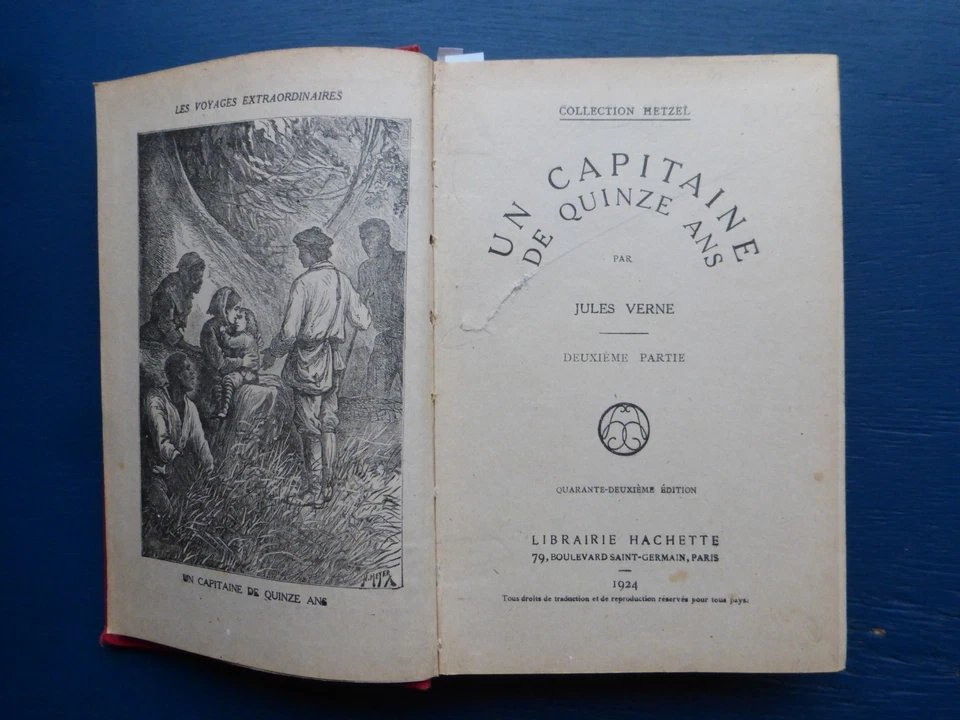 LES VOYAGES EXTRAORDINAIRES
H. MEYER
UN CAPITAINE DE QUINZE ANS
COLLECTION HETZEL
UN CAPITAINE
DE QUINZE ANS
PAR
JULES VERNE
DEUXIÈME PARTIE
QUARANTE-DEUXIÈME ÉDITION
LIBRAIRIE HACHETTE
79, BOULEVARD SAINT-GERMAIN, PARIS
1924
Tous droits de traduction et de reproduction réservés pour tous pays.